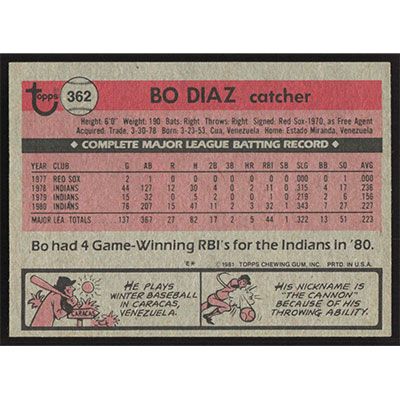 Topps 362 BO DIAZ catcher
Height: 6'0" Weight: 190 Bats: Right Throws: Right Signed: Red Sox-1970, as Free Agent
Acquired: Trade, 3-30-78 Born: 3-23-53, Cua, Venezuela Home: Estado Miranda, Venezuela
COMPLETE MAJOR LEAGUE BATTING RECORD
YEAR CLUB G AB R H 2B 3B HR RBI SB SLG BB SO AVG
1977 RED SOX 2 1 0 0 0 0 0 0 0 .000 0 1 .000
1978 INDIANS 44 127 12 30 4 0 2 11 0 .315 4 17 .236
1979 INDIANS 15 32 0 5 2 0 0 1 0 .219 2 6 .156
1980 INDIANS 78 207 15 47 11 2 3 32 1
MAJOR LEA. TOTALS 137 367 27 82 17 2 5 44 1 51 .223
Bo had 4 Game-Winning RBI's for the Indians in '80.
E* © 1981 TOPPS CHEWING GUM, INC. PRTD. IN U.S.A.
CARACAS
HE PLAYS
WINTER BASEBALL
IN CARACAS,
VENEZUELA.
HIS NICKNAME IS
"THE CANNON"
BECAUSE OF HIS
THROWING ABILITY.